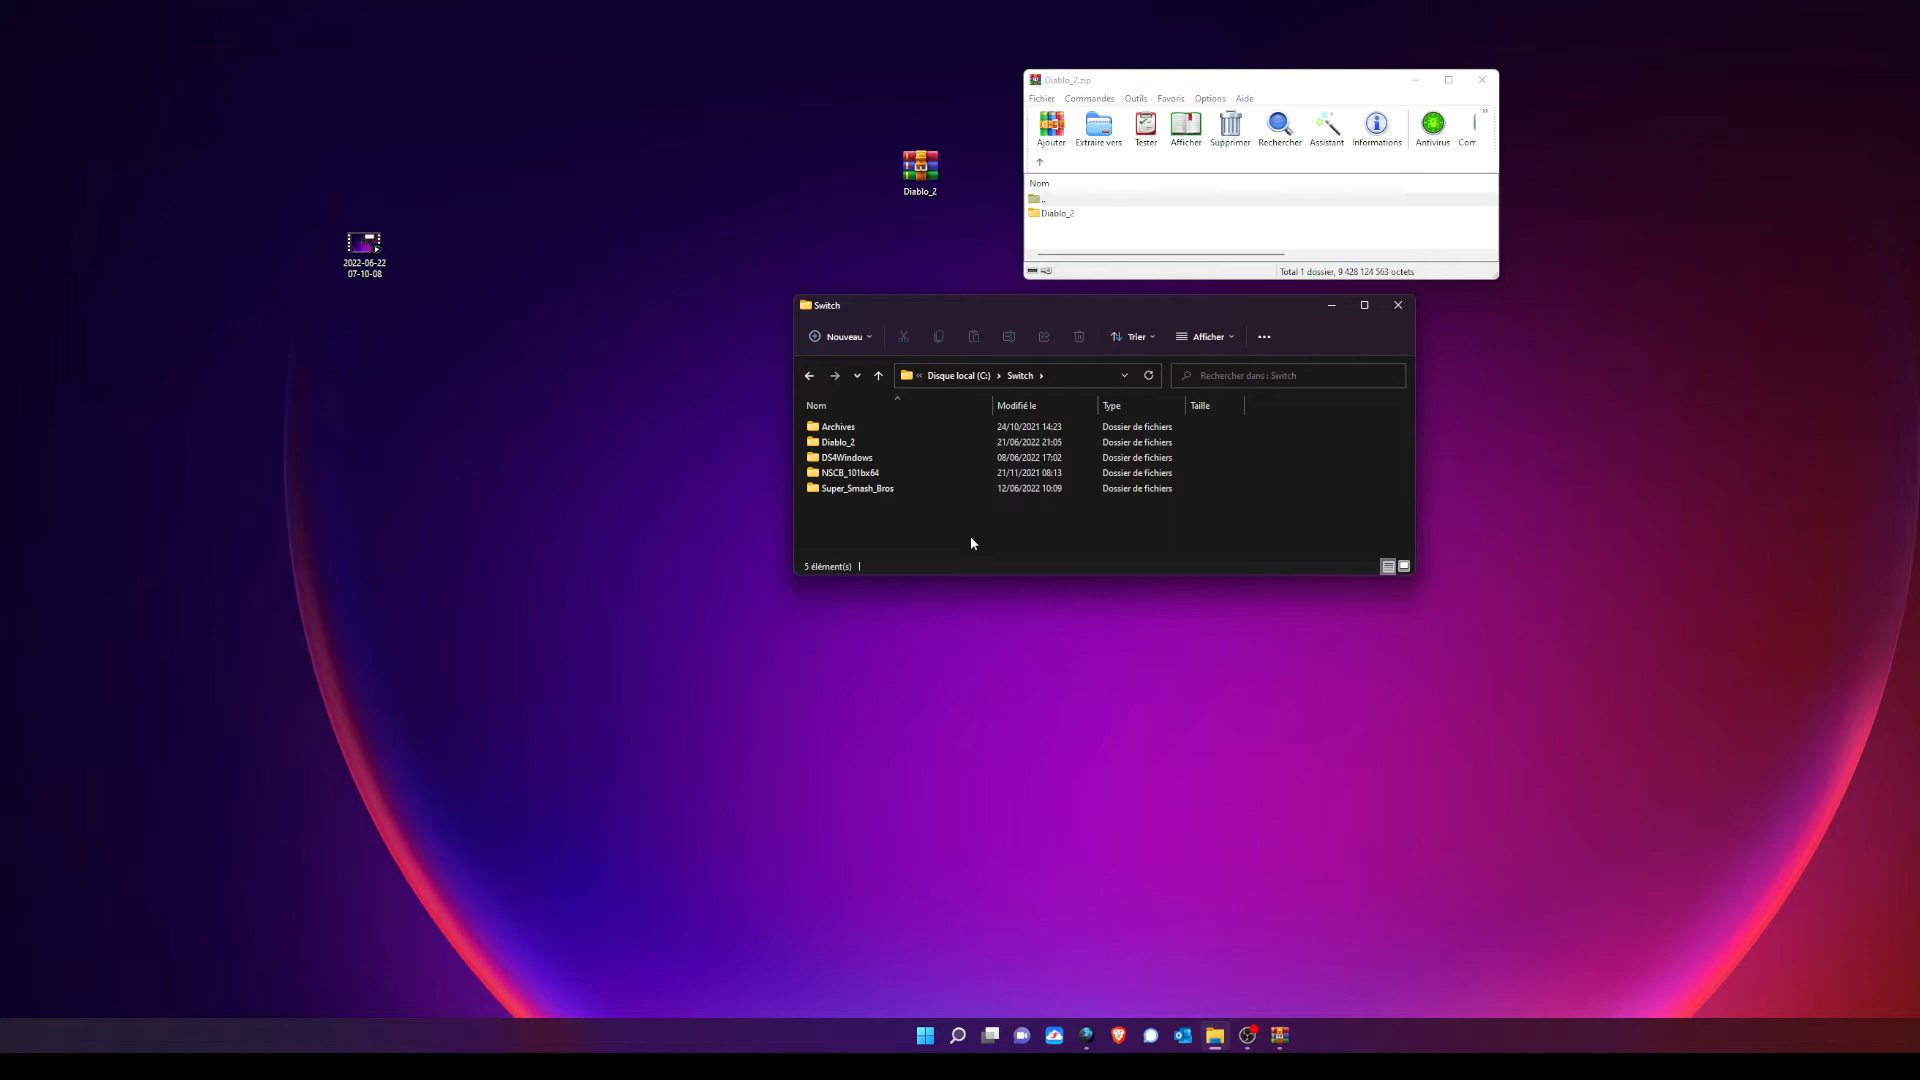 Diablo_2.zip
Fichier Commandes Outils Favoris Options Aide
Ajouter Extraire vers Tester Afficher Supprimer Rechercher Assistant Informations Antivirus Com
Nom
..
Diablo_2
Total 1 dossier, 9 428 124 563 octets
Diablo_2
2022-06-22
07-10-08
Switch
Nouveau Trier Afficher
Disque local (C:) Switch Rechercher dans : Switch
Nom Modifié le Type Taille
Archives 24/10/2021 14:23 Dossier de fichiers
Diablo_2 21/06/2022 21:05 Dossier de fichiers
DS4Windows 08/06/2022 17:02 Dossier de fichiers
NSCB_101bx64 21/11/2021 08:13 Dossier de fichiers
Super_Smash_Bros 12/06/2022 10:09 Dossier de fichiers
5 élément(s)